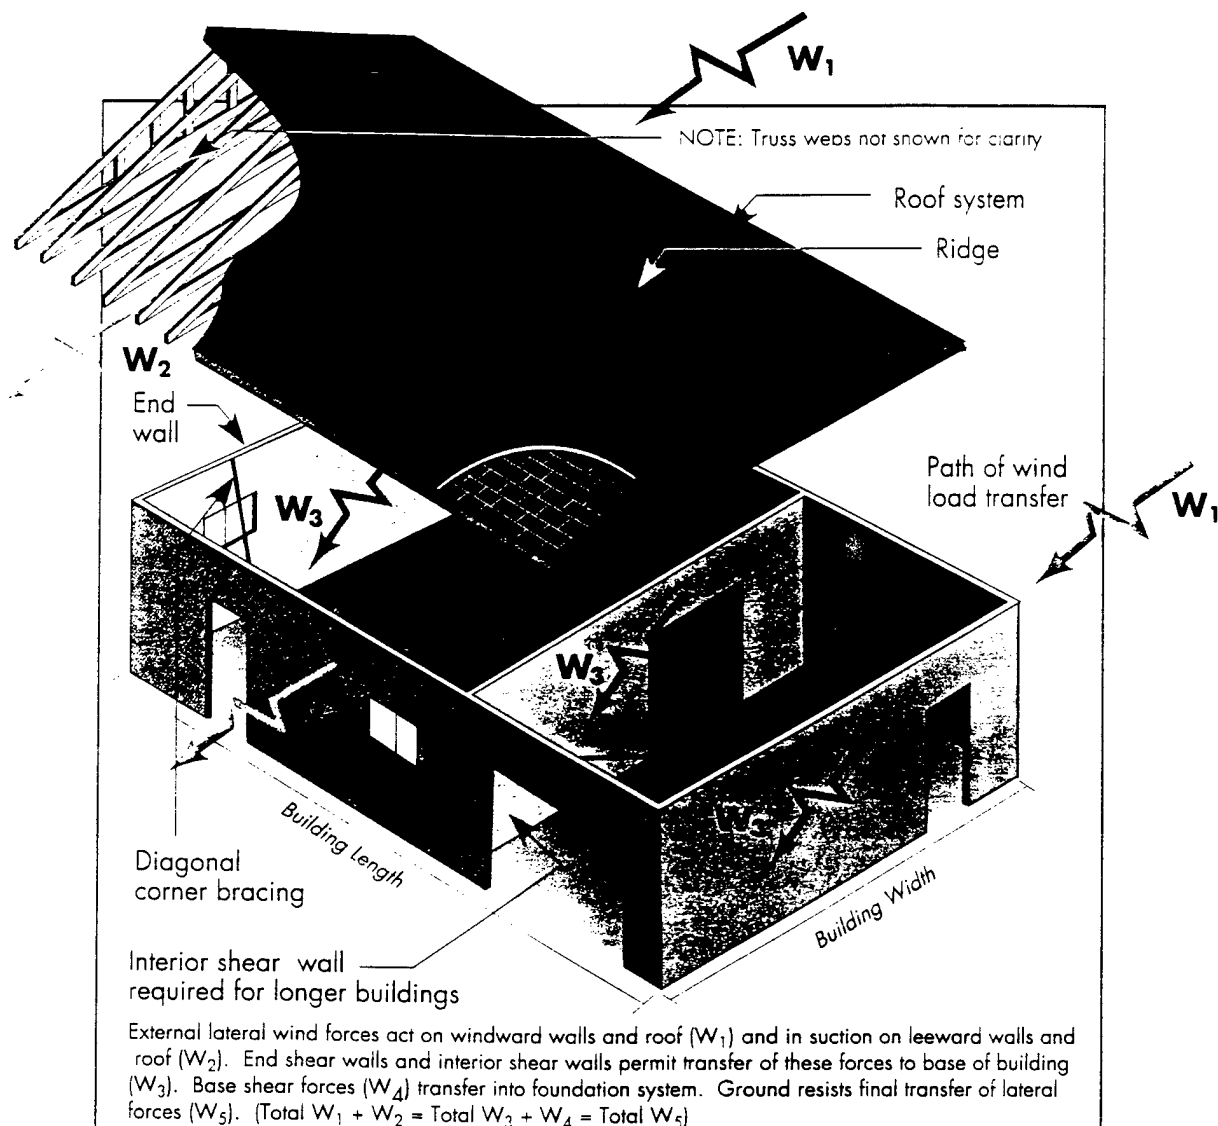 W₁
NOTE: Truss webs not shown for clarity
Roof system
Ridge
W₂
End
wall
Path of wind
load transfer
W₁
W₃
W₃
W₃
Building Length
Diagonal
corner bracing
Building Width
Interior shear wall
required for longer buildings
External lateral wind forces act on windward walls and roof (W₁) and in suction on leeward walls and
roof (W₂). End shear walls and interior shear walls permit transfer of these forces to base of building
(W₃). Base shear forces (W₄) transfer into foundation system. Ground resists final transfer of lateral
forces (W₅). (Total W₁ + W₂ = Total W₃ + W₄ = Total W₅)